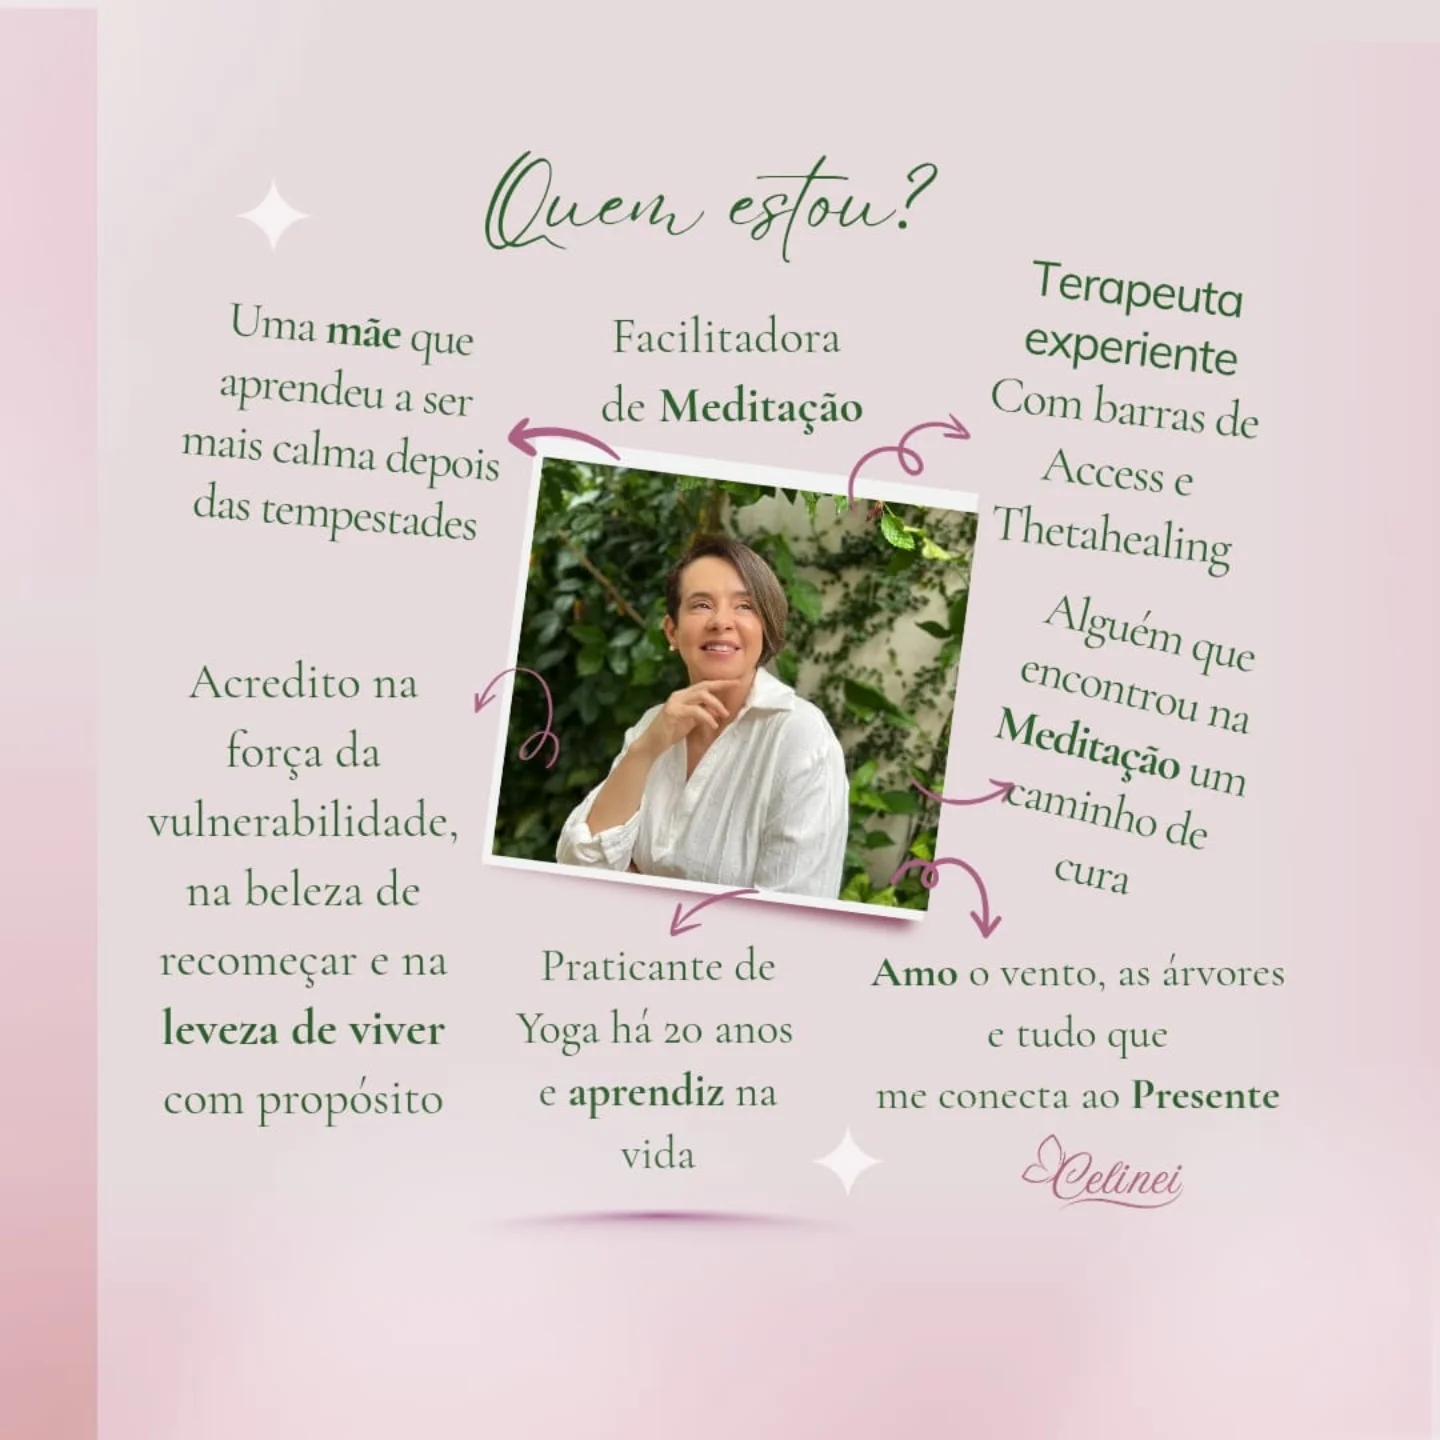 Quem estou?
Uma mãe que
aprendeu a ser
mais calma depois
das tempestades
Facilitadora
de Meditação
Terapeuta
experiente
Com barras de
Access e
Thetahealing
Alguém que
encontrou na
Meditação um
caminho de
cura
Acredito na
força da
vulnerabilidade,
na beleza de
recomeçar e na
leveza de viver
com propósito
Praticante de
Yoga há 20 anos
e aprendiz na
vida
Amo o vento, as árvores
e tudo que
me conecta ao Presente
Celinei